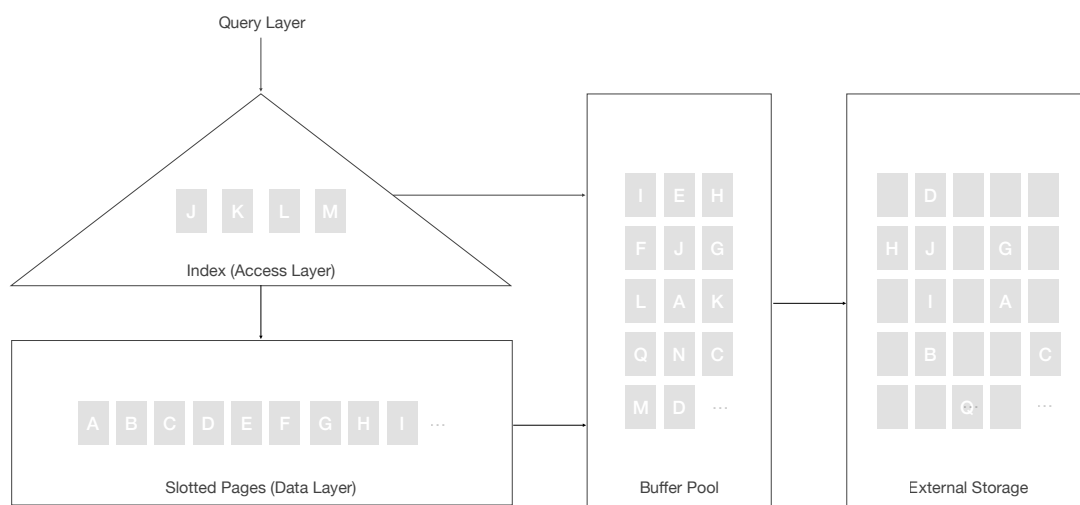 Query Layer
J K L M
Index (Access Layer)
A B C D E F G H I ...
Slotted Pages (Data Layer)
I E H
F J G
L A K
Q N C
M D ...
Buffer Pool
D
H J G
I A
B C
Q ... ...
External Storage